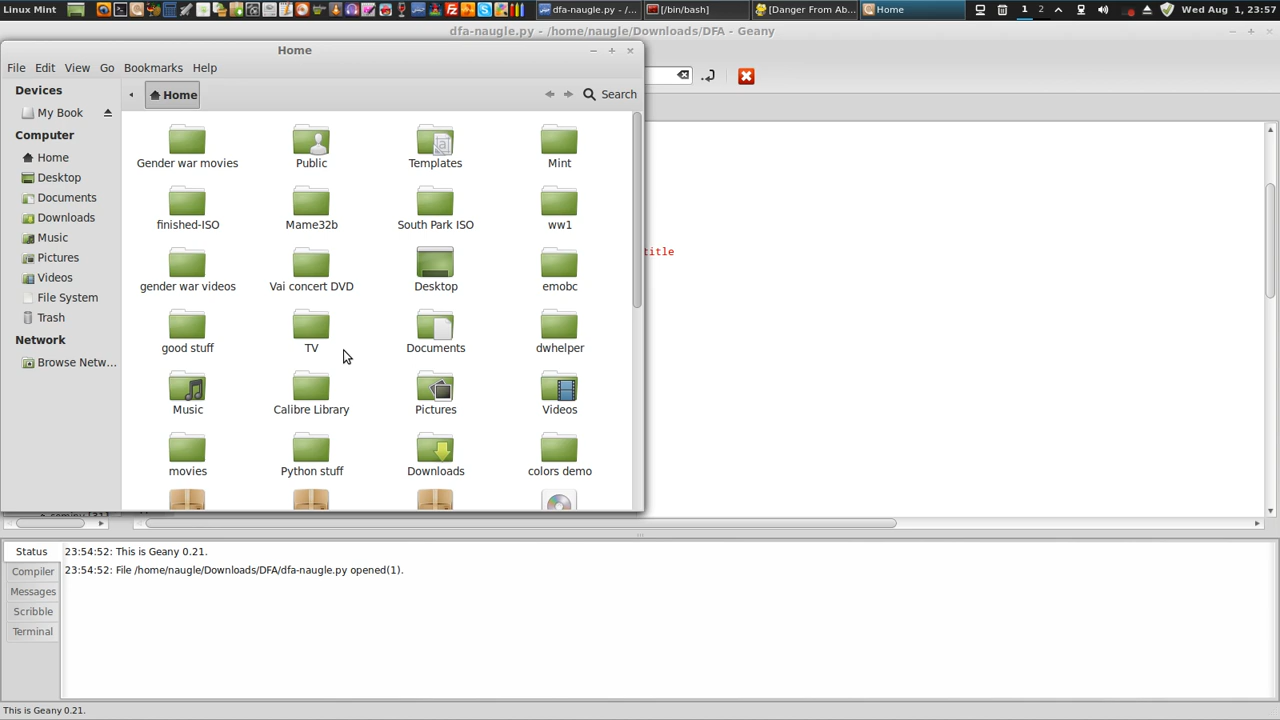 Linux Mint
dfa-naugle.py - /...
[/bin/bash]
[Danger From Ab...
Home
1 2
Wed Aug 1, 23:57
dfa-naugle.py - /home/naugle/Downloads/DFA - Geany
Home
File Edit View Go Bookmarks Help
Devices
My Book
Computer
Home
Desktop
Documents
Downloads
Music
Pictures
Videos
File System
Trash
Network
Browse Netw...
Home
Search
Gender war movies
Public
Templates
Mint
finished-ISO
Mame32b
South Park ISO
ww1
gender war videos
Vai concert DVD
Desktop
emobc
good stuff
TV
Documents
dwhelper
Music
Calibre Library
Pictures
Videos
movies
Python stuff
Downloads
colors demo
title
Status
Compiler
Messages
Scribble
Terminal
23:54:52: This is Geany 0.21.
23:54:52: File /home/naugle/Downloads/DFA/dfa-naugle.py opened(1).
This is Geany 0.21.